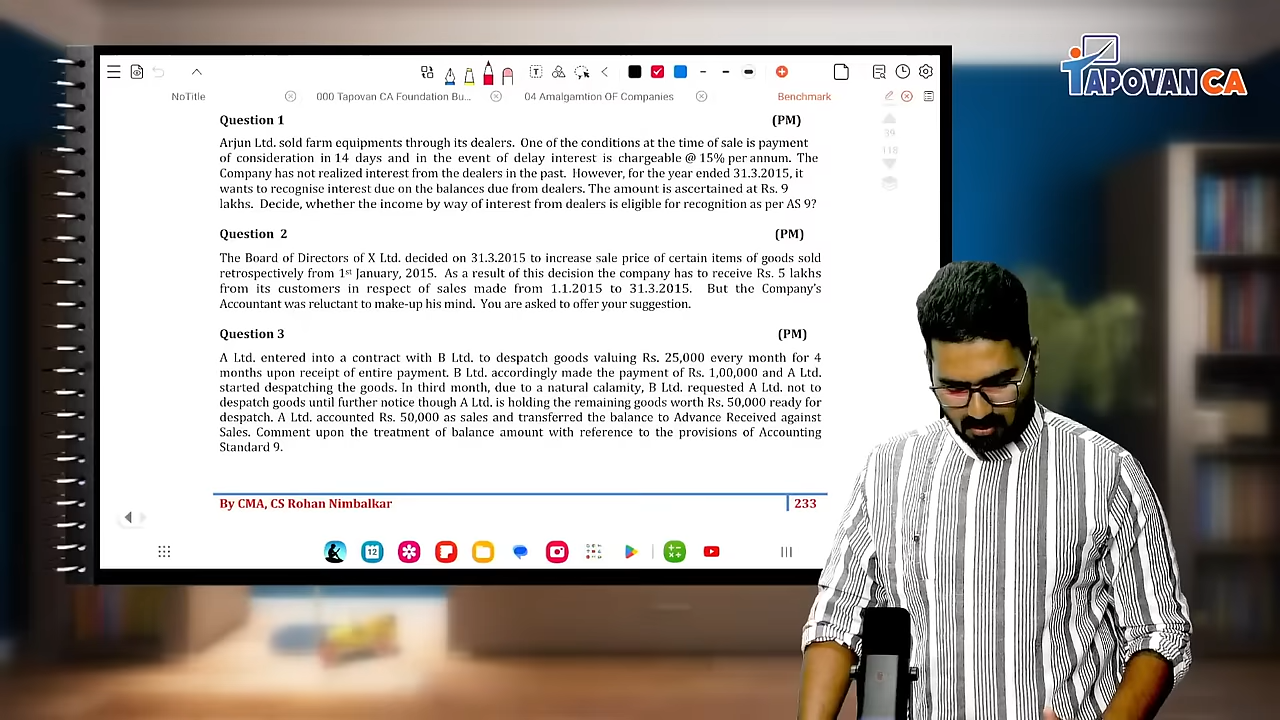 TAPOVAN CA
NoTitle
000 Tapovan CA Foundation Bu...
04 Amalgamtion OF Companies
Benchmark
39
118
Question 1 (PM)
Arjun Ltd. sold farm equipments through its dealers. One of the conditions at the time of sale is payment
of consideration in 14 days and in the event of delay interest is chargeable @ 15% per annum. The
Company has not realized interest from the dealers in the past. However, for the year ended 31.3.2015, it
wants to recognise interest due on the balances due from dealers. The amount is ascertained at Rs. 9
lakhs. Decide, whether the income by way of interest from dealers is eligible for recognition as per AS 9?
Question 2 (PM)
The Board of Directors of X Ltd. decided on 31.3.2015 to increase sale price of certain items of goods sold
retrospectively from 1st January, 2015. As a result of this decision the company has to receive Rs. 5 lakhs
from its customers in respect of sales made from 1.1.2015 to 31.3.2015. But the Company's
Accountant was reluctant to make-up his mind. You are asked to offer your suggestion.
Question 3 (PM)
A Ltd. entered into a contract with B Ltd. to despatch goods valuing Rs. 25,000 every month for 4
months upon receipt of entire payment. B Ltd. accordingly made the payment of Rs. 1,00,000 and A Ltd.
started despatching the goods. In third month, due to a natural calamity, B Ltd. requested A Ltd. not to
despatch goods until further notice though A Ltd. is holding the remaining goods worth Rs. 50,000 ready for
despatch. A Ltd. accounted Rs. 50,000 as sales and transferred the balance to Advance Received against
Sales. Comment upon the treatment of balance amount with reference to the provisions of Accounting
Standard 9.
By CMA, CS Rohan Nimbalkar 233
12